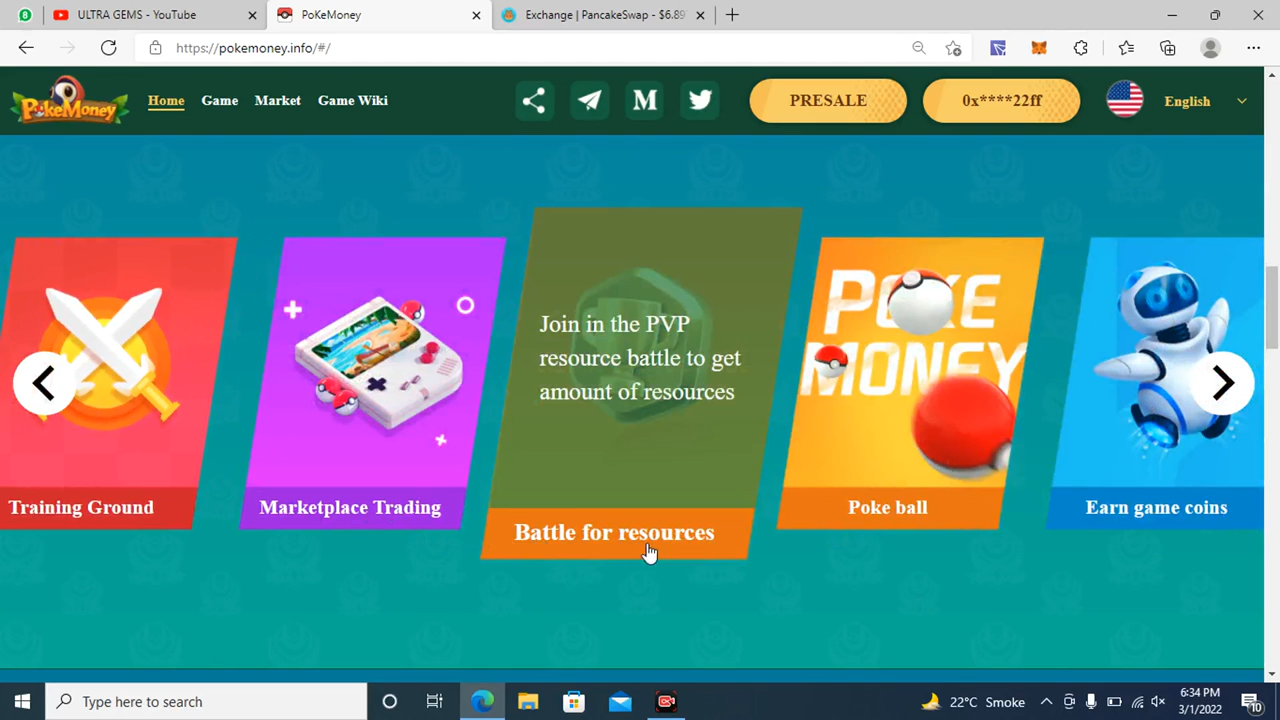 8
ULTRA GEMS - YouTube
PoKeMoney
Exchange | PancakeSwap - $6.89
https://pokemoney.info/#/
POKEMONEY
Home
Game
Market
Game Wiki
M
PRESALE
0x****22ff
English
Join in the PVP
resource battle to get
amount of resources
POKE
MONEY
Training Ground
Marketplace Trading
Battle for resources
Poke ball
Earn game coins
Type here to search
22°C Smoke
6:34 PM
3/1/2022
10